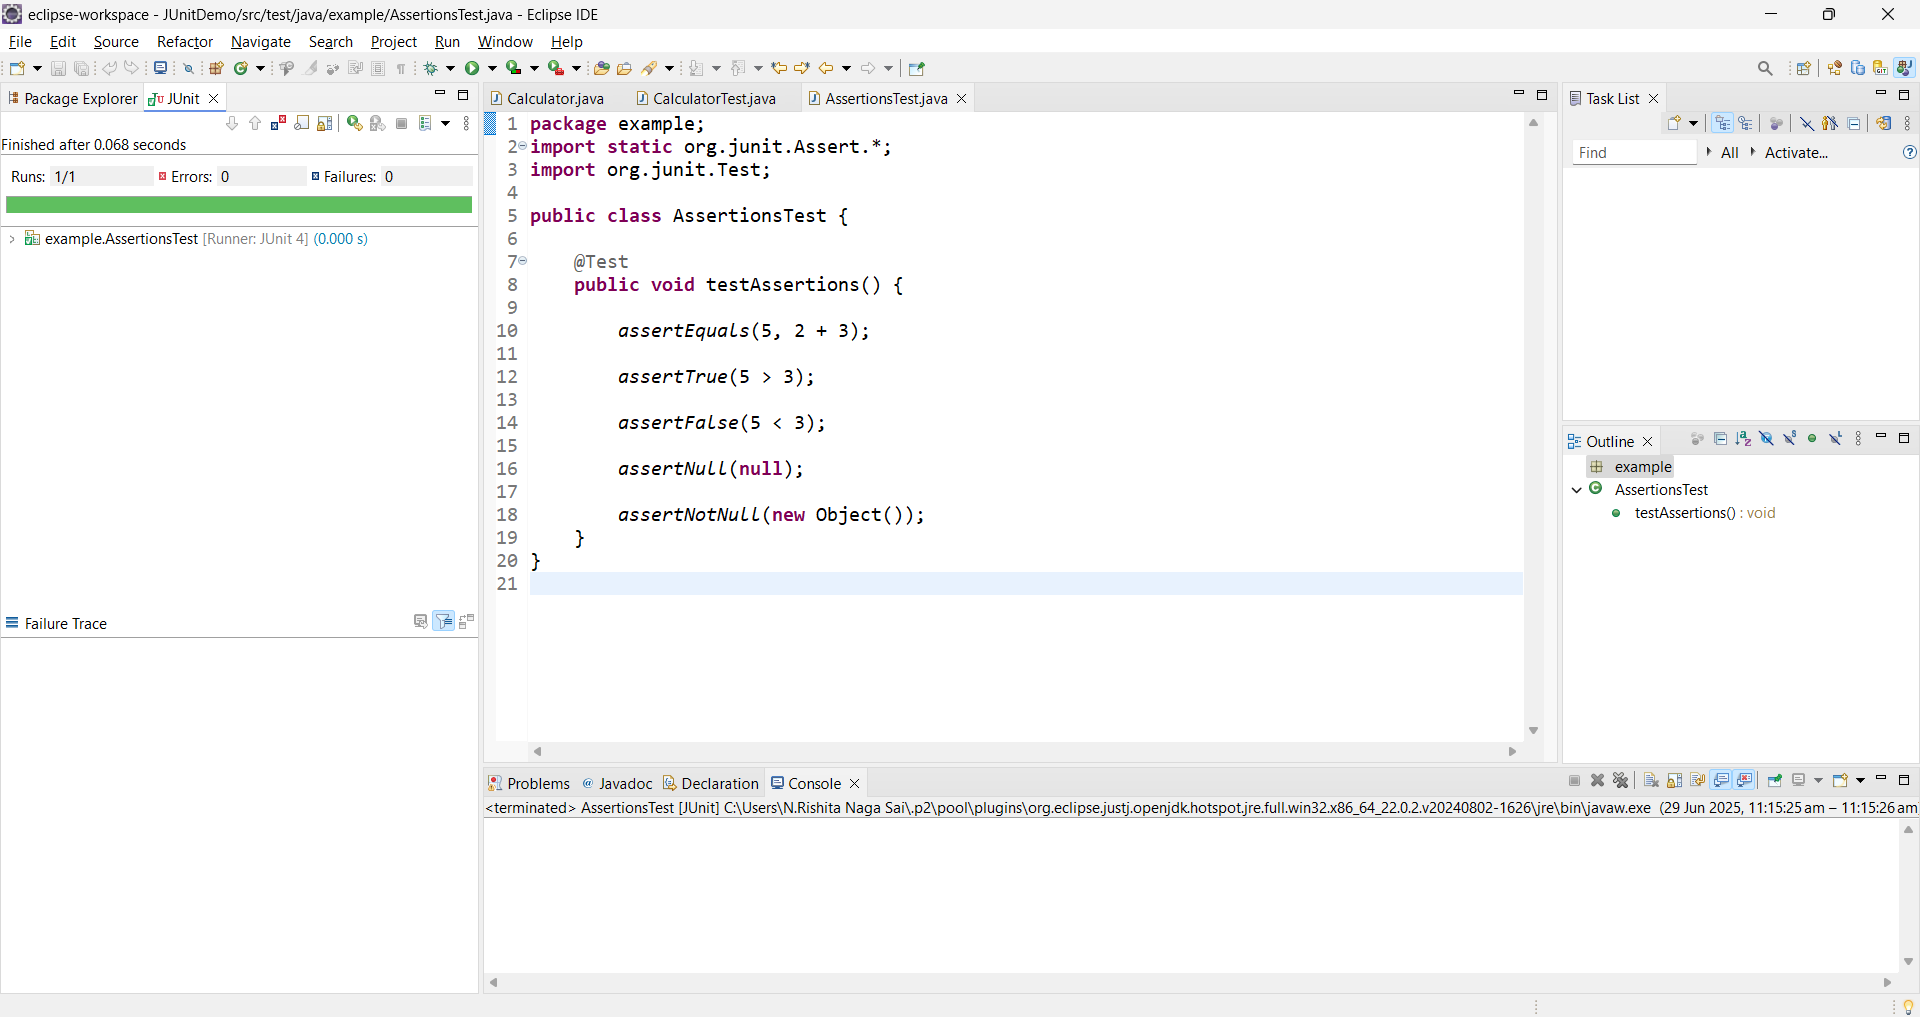 eclipse-workspace - JUnitDemo/src/test/java/example/AssertionsTest.java - Eclipse IDE
File Edit Source Refactor Navigate Search Project Run Window Help
Package Explorer JUnit
Finished after 0.068 seconds
Runs: 1/1 Errors: 0 Failures: 0
example.AssertionsTest [Runner: JUnit 4] (0.000 s)
Failure Trace
Calculator.java CalculatorTest.java AssertionsTest.java
1 package example;
2 import static org.junit.Assert.*;
3 import org.junit.Test;
4
5 public class AssertionsTest {
6
7 @Test
8 public void testAssertions() {
9
10 assertEquals(5, 2 + 3);
11
12 assertTrue(5 > 3);
13
14 assertFalse(5 < 3);
15
16 assertNull(null);
17
18 assertNotNull(new Object());
19 }
20 }
21
Task List
Find All Activate...
Outline
example
AssertionsTest
testAssertions() : void
Problems Javadoc Declaration Console
<terminated> AssertionsTest [JUnit] C:\Users\N.Rishita Naga Sai\.p2\pool\plugins\org.eclipse.justj.openjdk.hotspot.jre.full.win32.x86_64_22.0.2.v20240802-1626\jre\bin\javaw.exe (29 Jun 2025, 11:15:25 am – 11:15:26 am